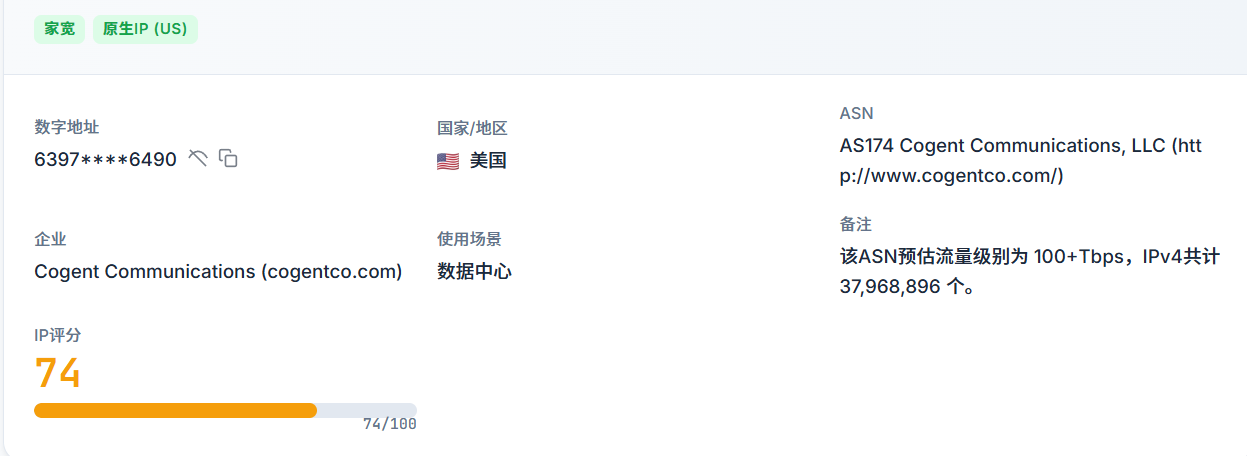 家宽 原生IP (US)
数字地址
6397****6490
国家/地区
美国
ASN
AS174 Cogent Communications, LLC (htt
p://www.cogentco.com/)
企业
Cogent Communications (cogentco.com)
使用场景
数据中心
备注
该ASN预估流量级别为 100+Tbps，IPv4共计
37,968,896 个。
IP评分
74
74/100